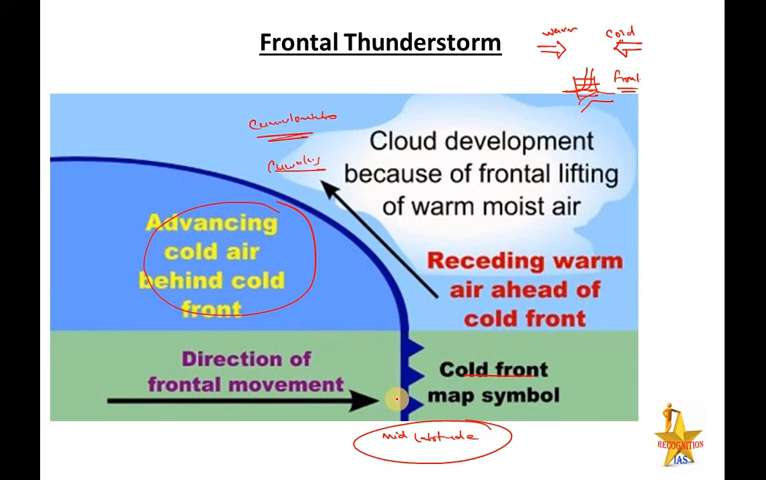 Frontal Thunderstorm
warm
cold
front
Cumulonimbus
Cumulus
Cloud development
because of frontal lifting
of warm moist air
Advancing
cold air
behind cold
front
Receding warm
air ahead of
cold front
Direction of
frontal movement
Cold front
map symbol
mid latitude
RECOGNITION
IAS